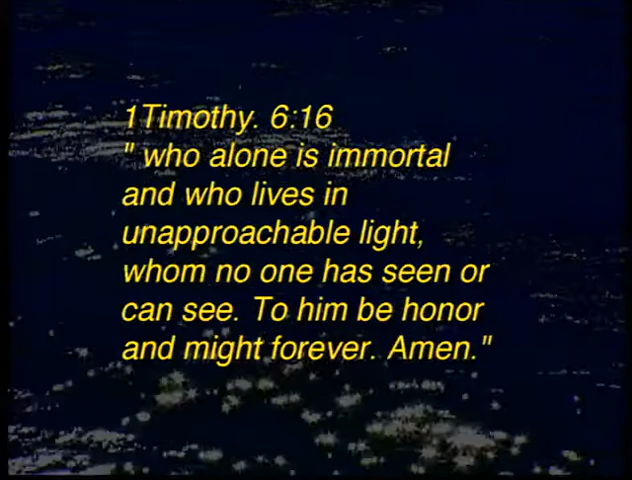 1Timothy. 6:16
" who alone is immortal
and who lives in
unapproachable light,
whom no one has seen or
can see. To him be honor
and might forever. Amen."